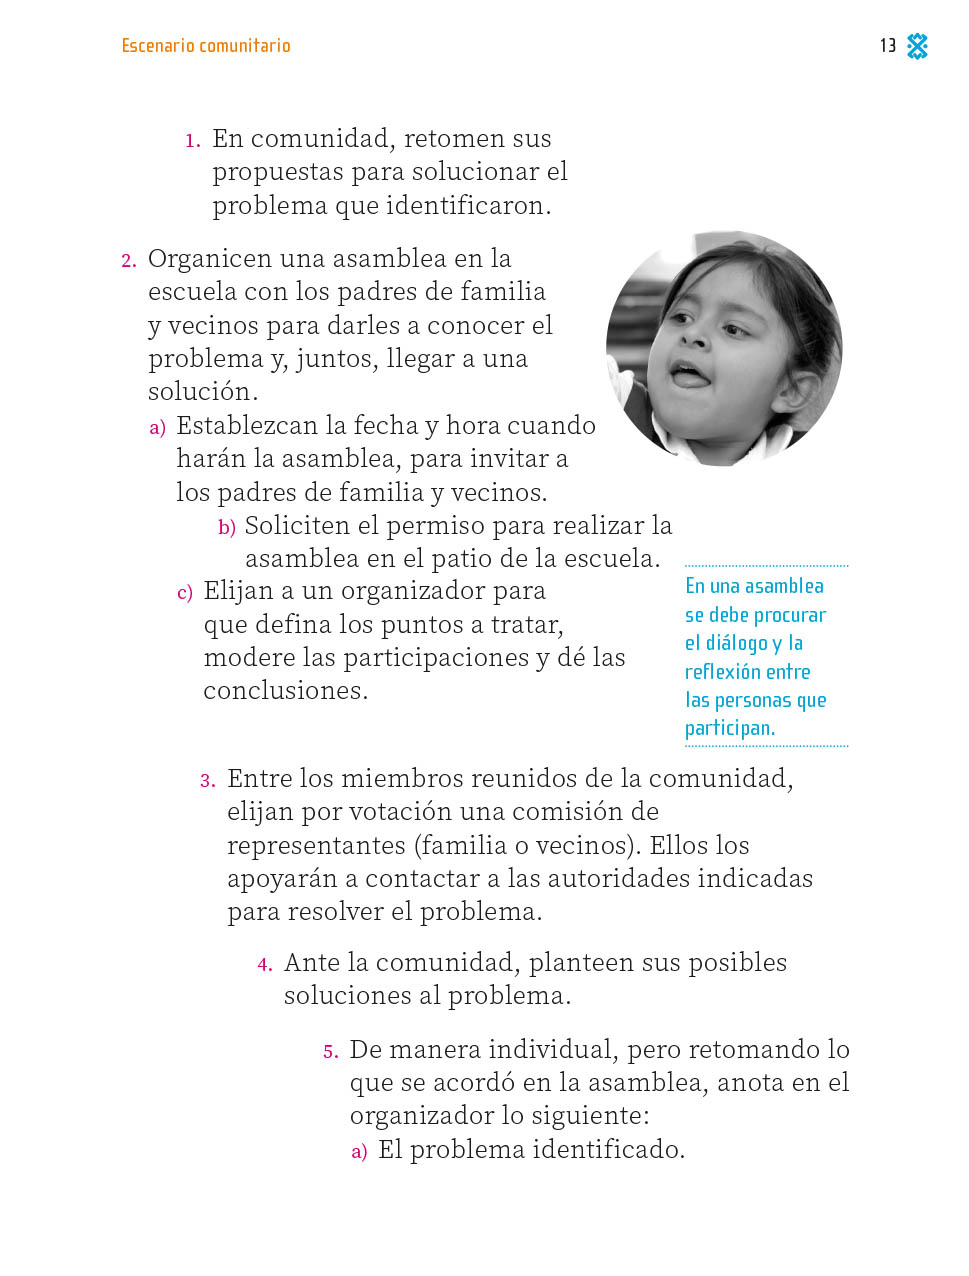 Escenario comunitario
13
1. En comunidad, retomen sus
propuestas para solucionar el
problema que identificaron.
2. Organicen una asamblea en la
escuela con los padres de familia
y vecinos para darles a conocer el
problema y, juntos, llegar a una
solución.
a) Establezcan la fecha y hora cuando
harán la asamblea, para invitar a
los padres de familia y vecinos.
b) Soliciten el permiso para realizar la
asamblea en el patio de la escuela.
c) Elijan a un organizador para
que defina los puntos a tratar,
modere las participaciones y dé las
conclusiones.
En una asamblea
se debe procurar
el diálogo y la
reflexión entre
las personas que
participan.
3. Entre los miembros reunidos de la comunidad,
elijan por votación una comisión de
representantes (familia o vecinos). Ellos los
apoyarán a contactar a las autoridades indicadas
para resolver el problema.
4. Ante la comunidad, planteen sus posibles
soluciones al problema.
5. De manera individual, pero retomando lo
que se acordó en la asamblea, anota en el
organizador lo siguiente:
a) El problema identificado.